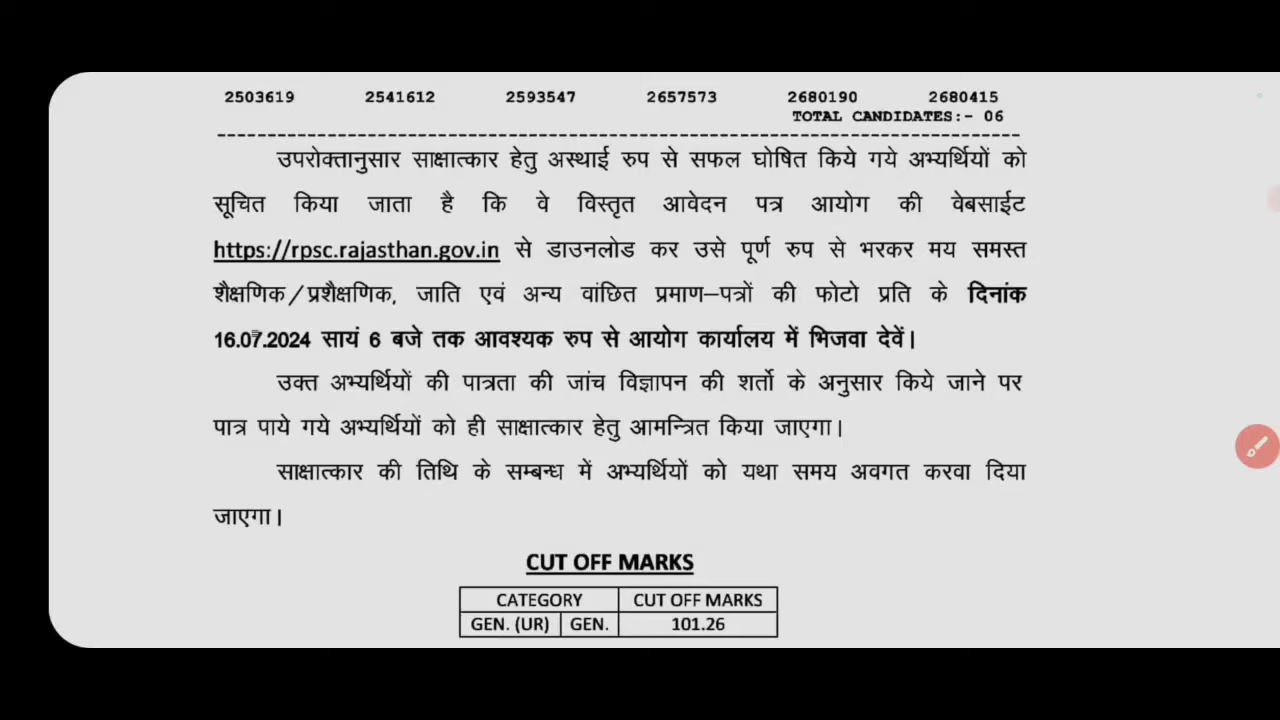 2503619 2541612 2593547 2657573 2680190 2680415
TOTAL CANDIDATES:- 06
उपरोक्तानुसार साक्षात्कार हेतु अस्थाई रुप से सफल घोषित किये गये अभ्यर्थियों को
सूचित किया जाता है कि वे विस्तृत आवेदन पत्र आयोग की वेबसाईट
https://rpsc.rajasthan.gov.in से डाउनलोड कर उसे पूर्ण रुप से भरकर मय समस्त
शैक्षणिक/प्रशैक्षणिक, जाति एवं अन्य वांछित प्रमाण–पत्रों की फोटो प्रति के दिनांक
16.07.2024 सायं 6 बजे तक आवश्यक रुप से आयोग कार्यालय में भिजवा देवें।
उक्त अभ्यर्थियों की पात्रता की जांच विज्ञापन की शर्तो के अनुसार किये जाने पर
पात्र पाये गये अभ्यर्थियों को ही साक्षात्कार हेतु आमन्त्रित किया जाएगा।
साक्षात्कार की तिथि के सम्बन्ध में अभ्यर्थियों को यथा समय अवगत करवा दिया
जाएगा।
CUT OFF MARKS
CATEGORY CUT OFF MARKS
GEN. (UR) GEN. 101.26